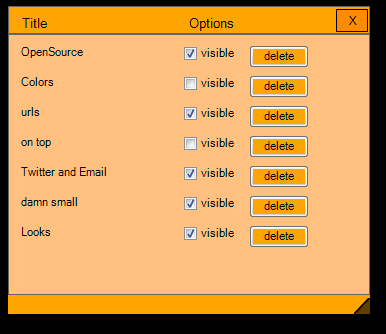 Title Options X
OpenSource visible delete
Colors visible
urls visible delete
on top visible delete
Twitter and Email visible delete
damn small visible delete
Looks visible delete